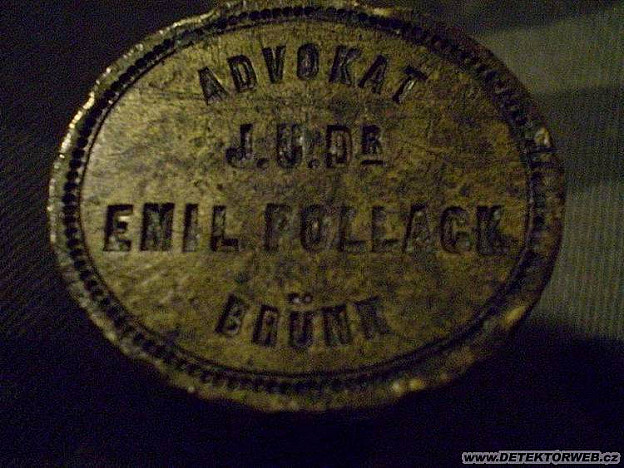 ADVOKAT
J.U.DR
EMIL POLLACK
BRÜNN
www.DETEKTORWEB.cz